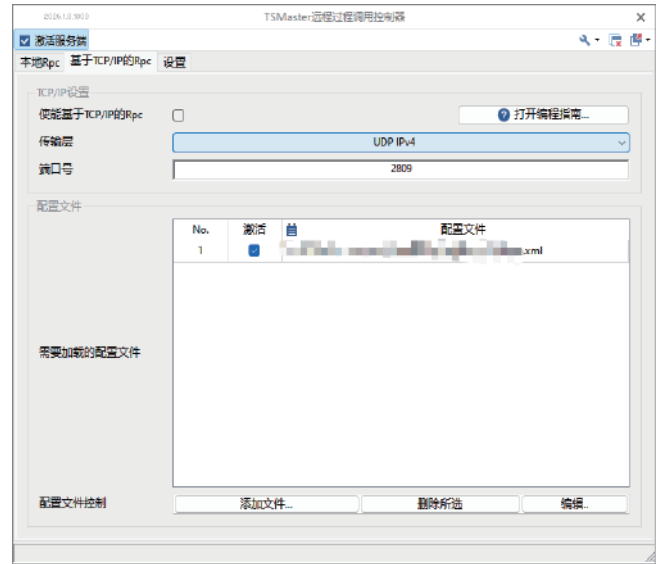 2026.1.0.1003
TSMaster远程过程调用控制器
激活服务端
本地Rpc 基于TCP/IP的Rpc 设置
TCP/IP设置
使能基于TCP/IP的Rpc
打开编程指南...
传输层
UDP IPv4
端口号
2809
配置文件
No. 激活 配置文件
1 .xml
需要加载的配置文件
配置文件控制
添加文件... 删除所选 编辑..